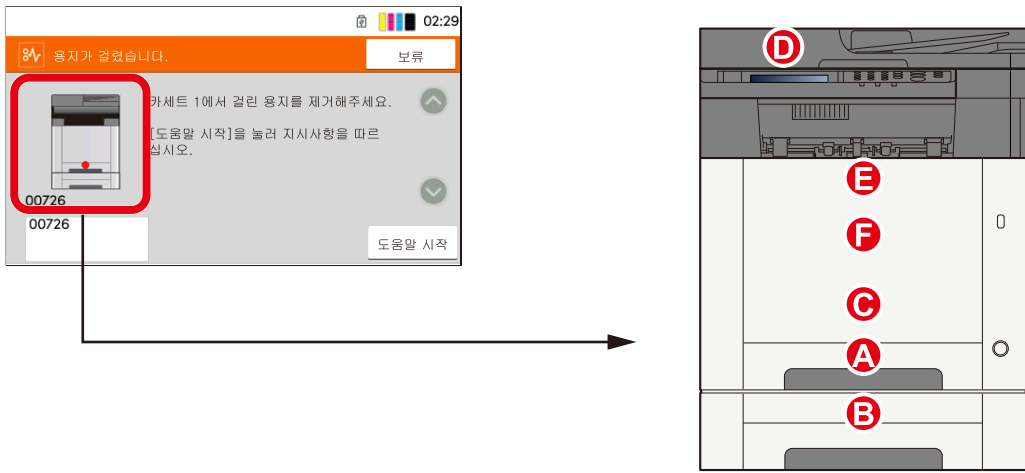 02:29
용지가 걸렸습니다.
보류
카세트 1에서 걸린 용지를 제거해주세요.
[도움말 시작]을 눌러 지시사항을 따르
십시오.
00726
00726
도움말 시작
D
E
F
C
A
B